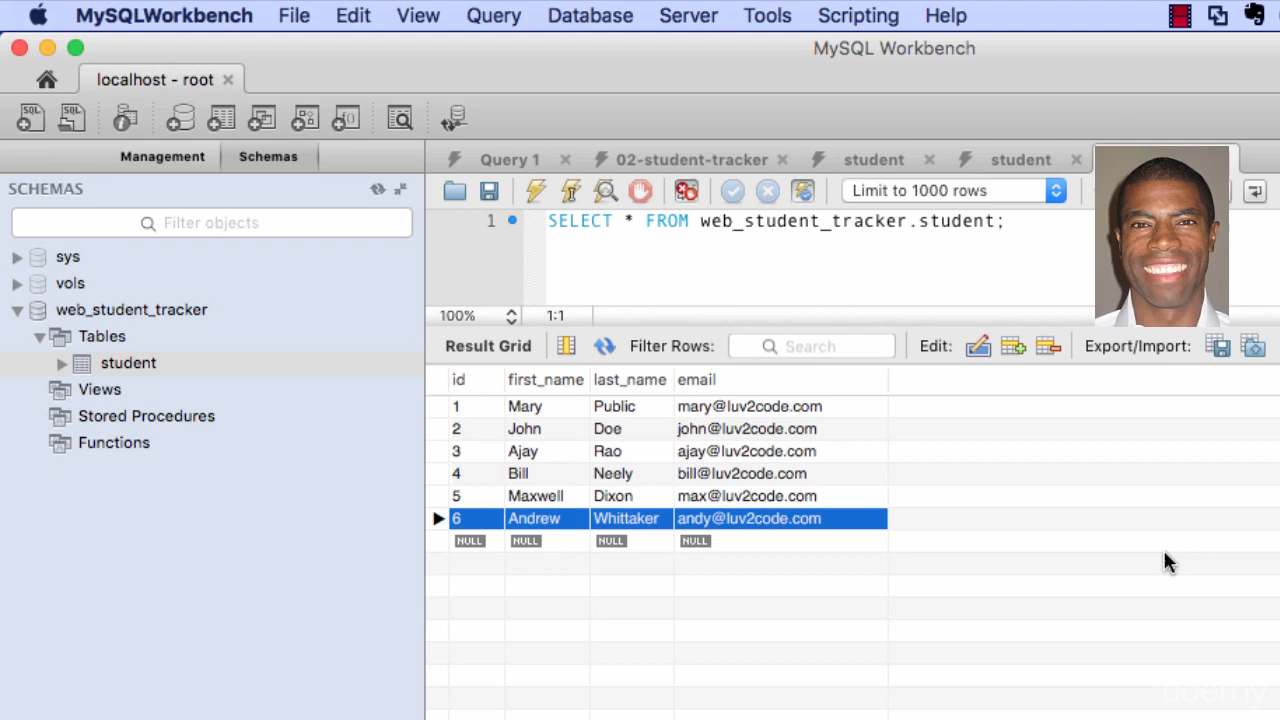 MySQLWorkbench File Edit View Query Database Server Tools Scripting Help
MySQL Workbench
localhost - root
SQL SQL
Management Schemas
Query 1 02-student-tracker student student
SCHEMAS
Limit to 1000 rows
Filter objects
1 SELECT * FROM web_student_tracker.student;
sys
vols
web_student_tracker
Tables
student
Views
Stored Procedures
Functions
100% 1:1
Result Grid Filter Rows: Search Edit: Export/Import:
id first_name last_name email
1 Mary Public mary@luv2code.com
2 John Doe john@luv2code.com
3 Ajay Rao ajay@luv2code.com
4 Bill Neely bill@luv2code.com
5 Maxwell Dixon max@luv2code.com
6 Andrew Whittaker andy@luv2code.com
NULL NULL NULL NULL
udemy